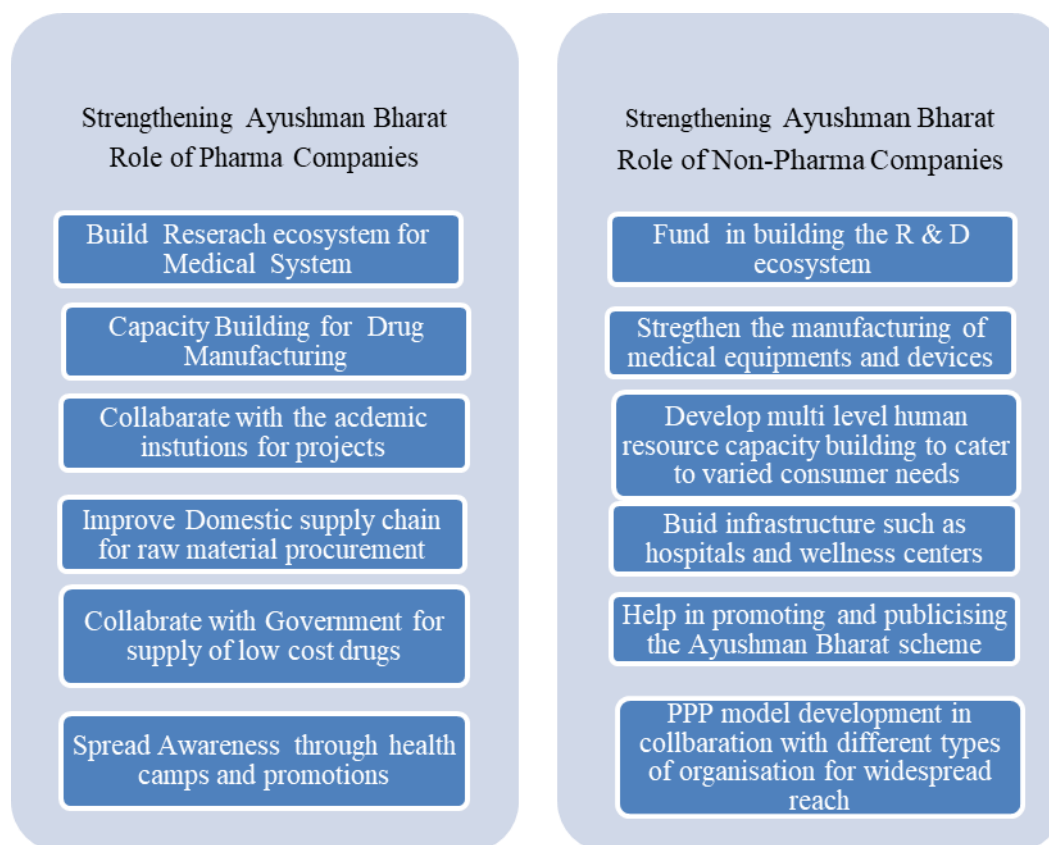 Strengthening Ayushman Bharat
Role of Pharma Companies
Build Reserach ecosystem for
Medical System
Capacity Building for Drug
Manufacturing
Collabarate with the acdemic
instutions for projects
Improve Domestic supply chain
for raw material procurement
Collabrate with Government for
supply of low cost drugs
Spread Awareness through health
camps and promotions
Strengthening Ayushman Bharat
Role of Non-Pharma Companies
Fund in building the R & D
ecosystem
Stregthen the manufacturing of
medical equipments and devices
Develop multi level human
resource capacity building to cater
to varied consumer needs
Buid infrastructure such as
hospitals and wellness centers
Help in promoting and publicising
the Ayushman Bharat scheme
PPP model development in
collbaration with different types
of organisation for widespread
reach